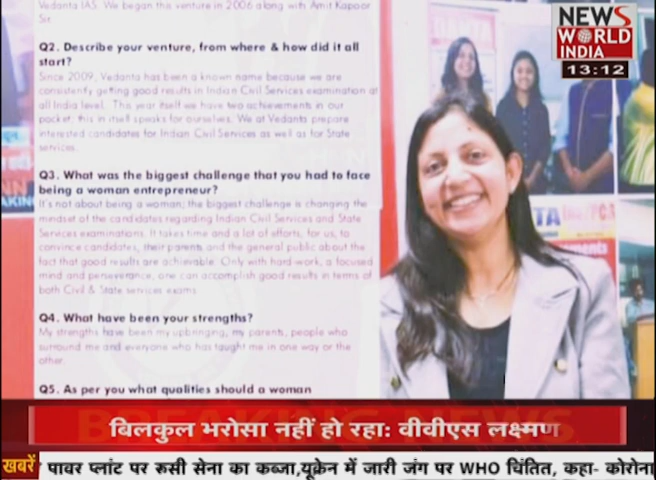 Vedanta IAS. We began this venture in 2006 along with Amit Kapoor
Sir.
Q2. Describe your venture, from where & how did it all
start?
Since 2009, Vedanta has been a known name because we are
consistently getting good results in Indian Civil Services examination at
all India level. This year itself we have two achievements in our
pocket; this in itself speaks for ourselves. We at Vedanta prepare
interested candidates for Indian Civil Services as well as for State
services.
Q3. What was the biggest challenge that you had to face
being a woman entrepreneur?
It's not about being a woman; the biggest challenge is changing the
mindset of the candidates regarding Indian Civil Services and State
Services examinations. It takes time and a lot of efforts, for us, to
convince candidates, their parents and the general public about the
fact that good results are achievable. Only with hard-work, a focused
mind and perseverance, one can accomplish good results in terms of
both Civil & State services exams.
Q4. What have been your strengths?
My strengths have been my upbringing, my parents, people who
surround me and everyone who has taught me in one way or the
other.
Q5. As per you what qualities should a woman
NEWS
WORLD
INDIA
13:12
बिलकुल भरोसा नहीं हो रहा: वीवीएस लक्ष्मण
खबरें पावर प्लांट पर रूसी सेना का कब्जा,यूक्रेन में जारी जंग पर WHO चिंतित, कहा- कोरोना